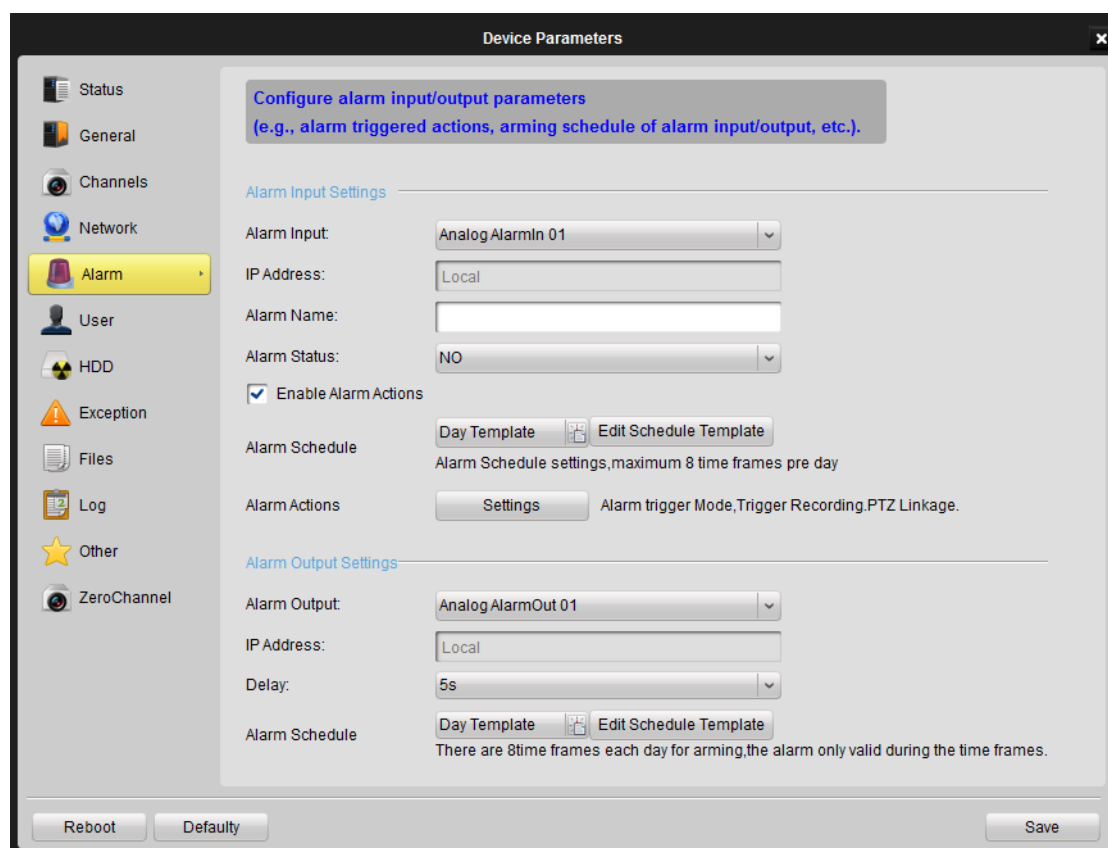 Device Parameters
Status
General
Channels
Network
Alarm
User
HDD
Exception
Files
Log
Other
ZeroChannel
Configure alarm input/output parameters
(e.g., alarm triggered actions, arming schedule of alarm input/output, etc.).
Alarm Input Settings
Alarm Input: Analog AlarmIn 01
IP Address: Local
Alarm Name:
Alarm Status: NO
Enable Alarm Actions
Alarm Schedule Day Template Edit Schedule Template
Alarm Schedule settings,maximum 8 time frames pre day
Alarm Actions Settings Alarm trigger Mode,Trigger Recording.PTZ Linkage.
Alarm Output Settings
Alarm Output: Analog AlarmOut 01
IP Address: Local
Delay: 5s
Alarm Schedule Day Template Edit Schedule Template
There are 8time frames each day for arming,the alarm only valid during the time frames.
Reboot Defaulty Save